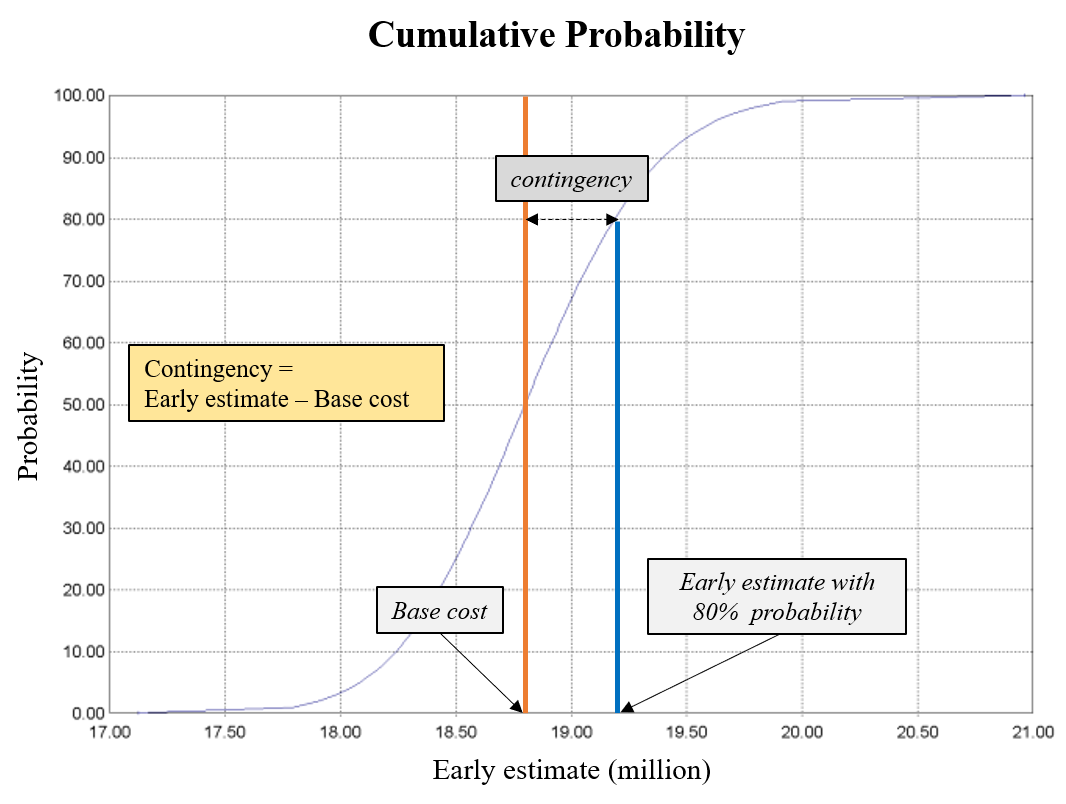 Cumulative Probability
100.00
90.00
contingency
80.00
70.00
60.00
Contingency =
Early estimate – Base cost
50.00
40.00
30.00
20.00
Early estimate with
80% probability
Base cost
10.00
0.00
Probability
17.00 17.50 18.00 18.50 19.00 19.50 20.00 20.50 21.00
Early estimate (million)